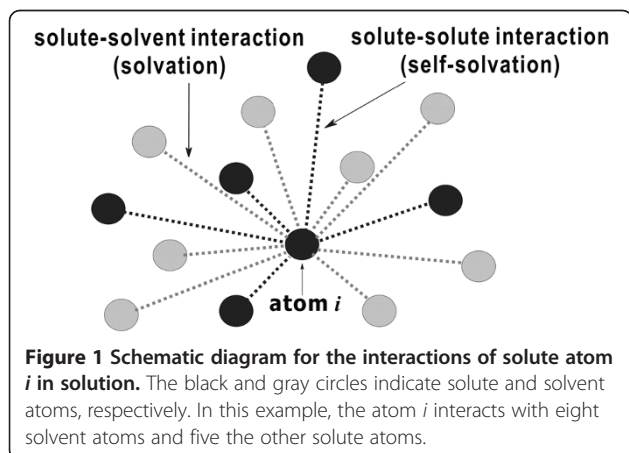 solute-solvent interaction
(solvation)
solute-solute interaction
(self-solvation)
atom i
Figure 1 Schematic diagram for the interactions of solute atom
i in solution. The black and gray circles indicate solute and solvent
atoms, respectively. In this example, the atom i interacts with eight
solvent atoms and five the other solute atoms.